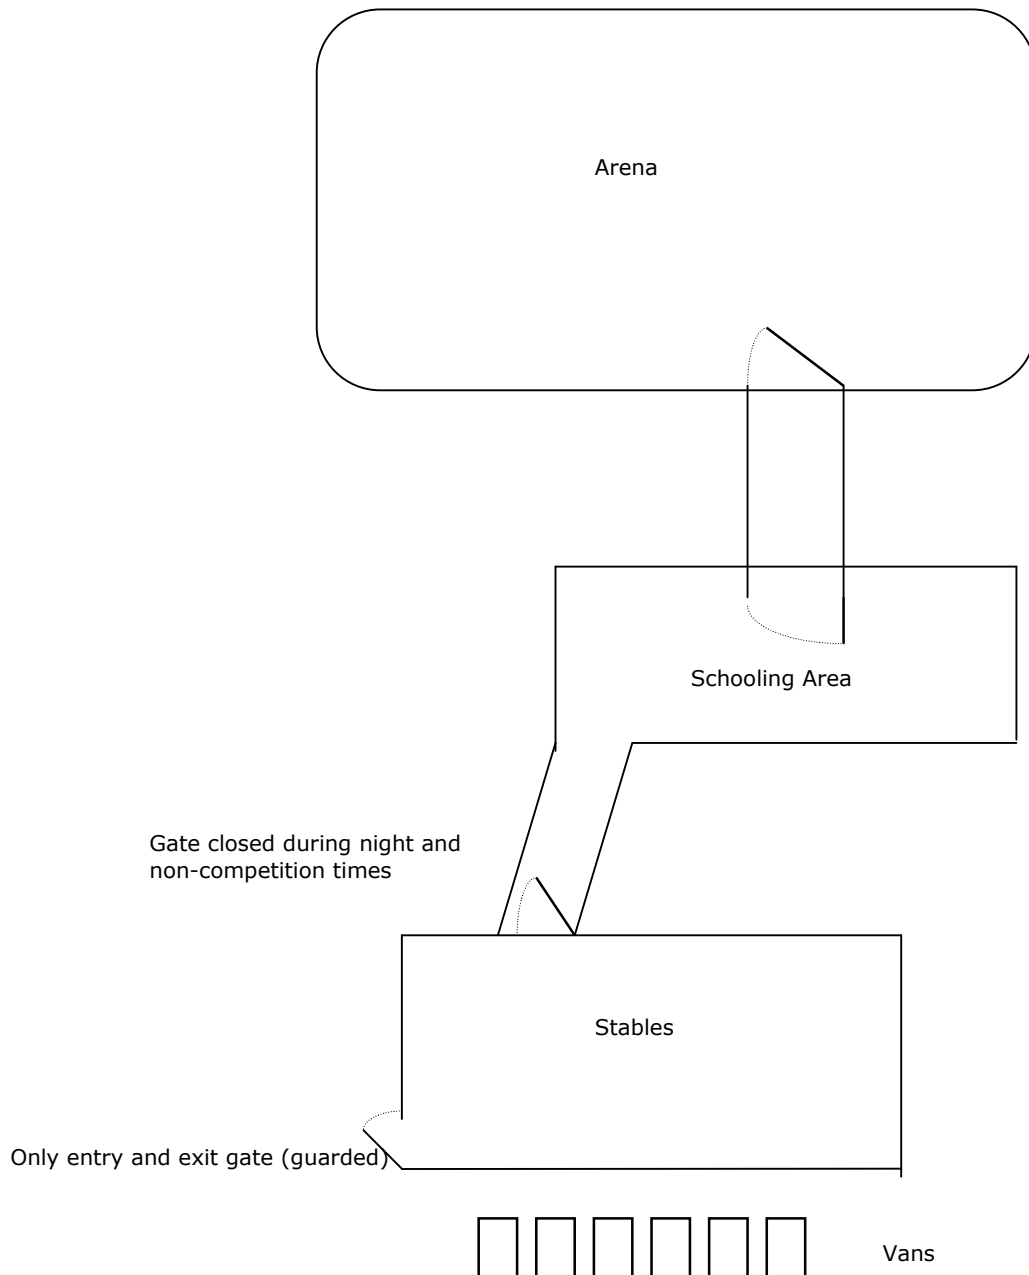 Arena
Schooling Area
Gate closed during night and
non-competition times
Stables
Only entry and exit gate (guarded)
Vans